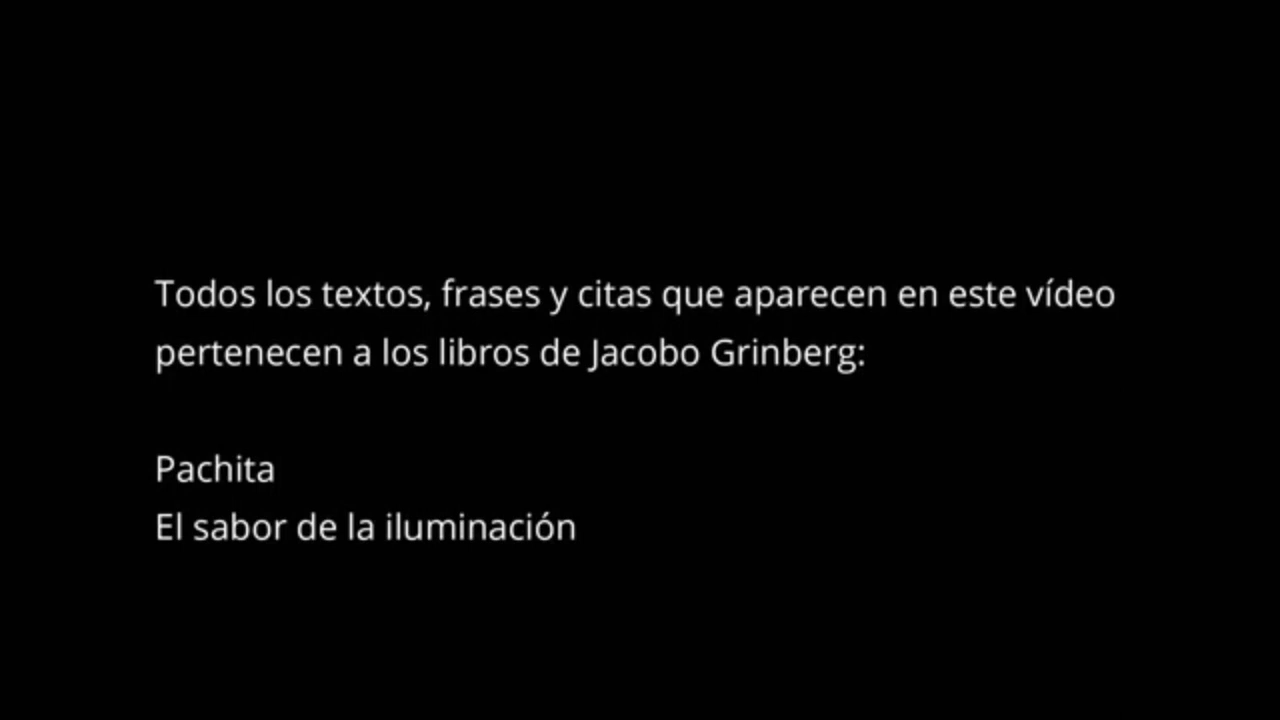 Todos los textos, frases y citas que aparecen en este vídeo
pertenecen a los libros de Jacobo Grinberg:
Pachita
El sabor de la iluminación